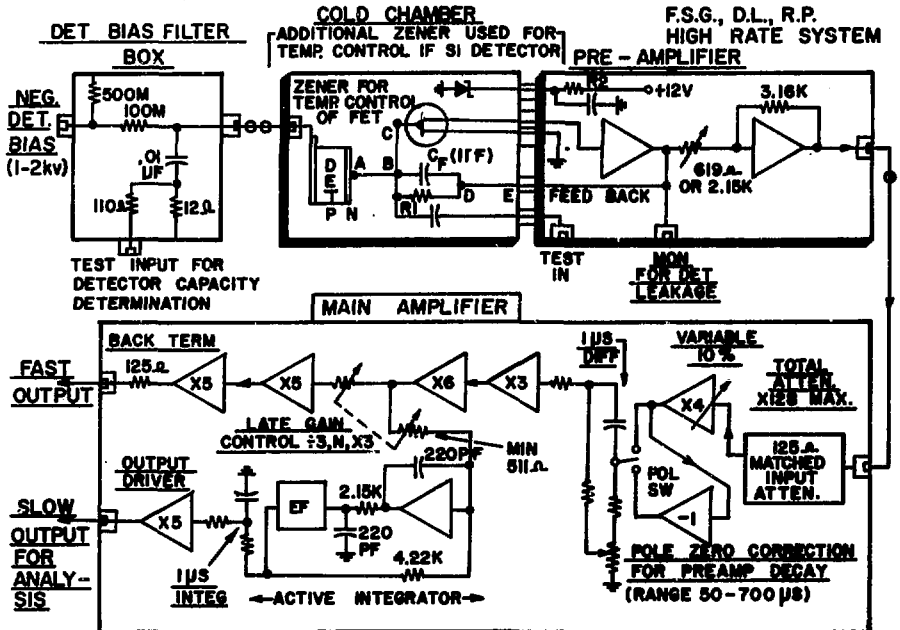 F.S.G., D.L., R.P.
HIGH RATE SYSTEM
DET BIAS FILTER
BOX
COLD CHAMBER
ADDITIONAL ZENER USED FOR
TEMP. CONTROL IF SI DETECTOR
PRE-AMPLIFIER
NEG.
DET.
BIAS
(1-2kv)
500M
100M
.01
µF
110Ω
12Ω
TEST INPUT FOR
DETECTOR CAPACITY
DETERMINATION
ZENER FOR
TEMP CONTROL
OF FET
C
DET
A
B
P N
CF (1PF)
R1
D
E
R2
+12V
3.16K
619Ω
OR 2.15K
FEED BACK
TEST
IN
MON
FOR DET
LEAKAGE
MAIN AMPLIFIER
BACK TERM
125Ω
FAST
OUTPUT
X5
X5
X6
X3
1µS
DIFF
VARIABLE
10%
X4
TOTAL
ATTEN.
X128 MAX.
LATE GAIN
CONTROL ÷3,N,X3
MIN
511Ω
125Ω
MATCHED
INPUT
ATTEN.
POL
SW
-1
OUTPUT
DRIVER
X5
220PF
EF
2.15K
220
PF
4.22K
SLOW
OUTPUT
FOR
ANALY-
SIS
1µS
INTEG
ACTIVE INTEGRATOR
POLE ZERO CORRECTION
FOR PREAMP DECAY
(RANGE 50-700µS)